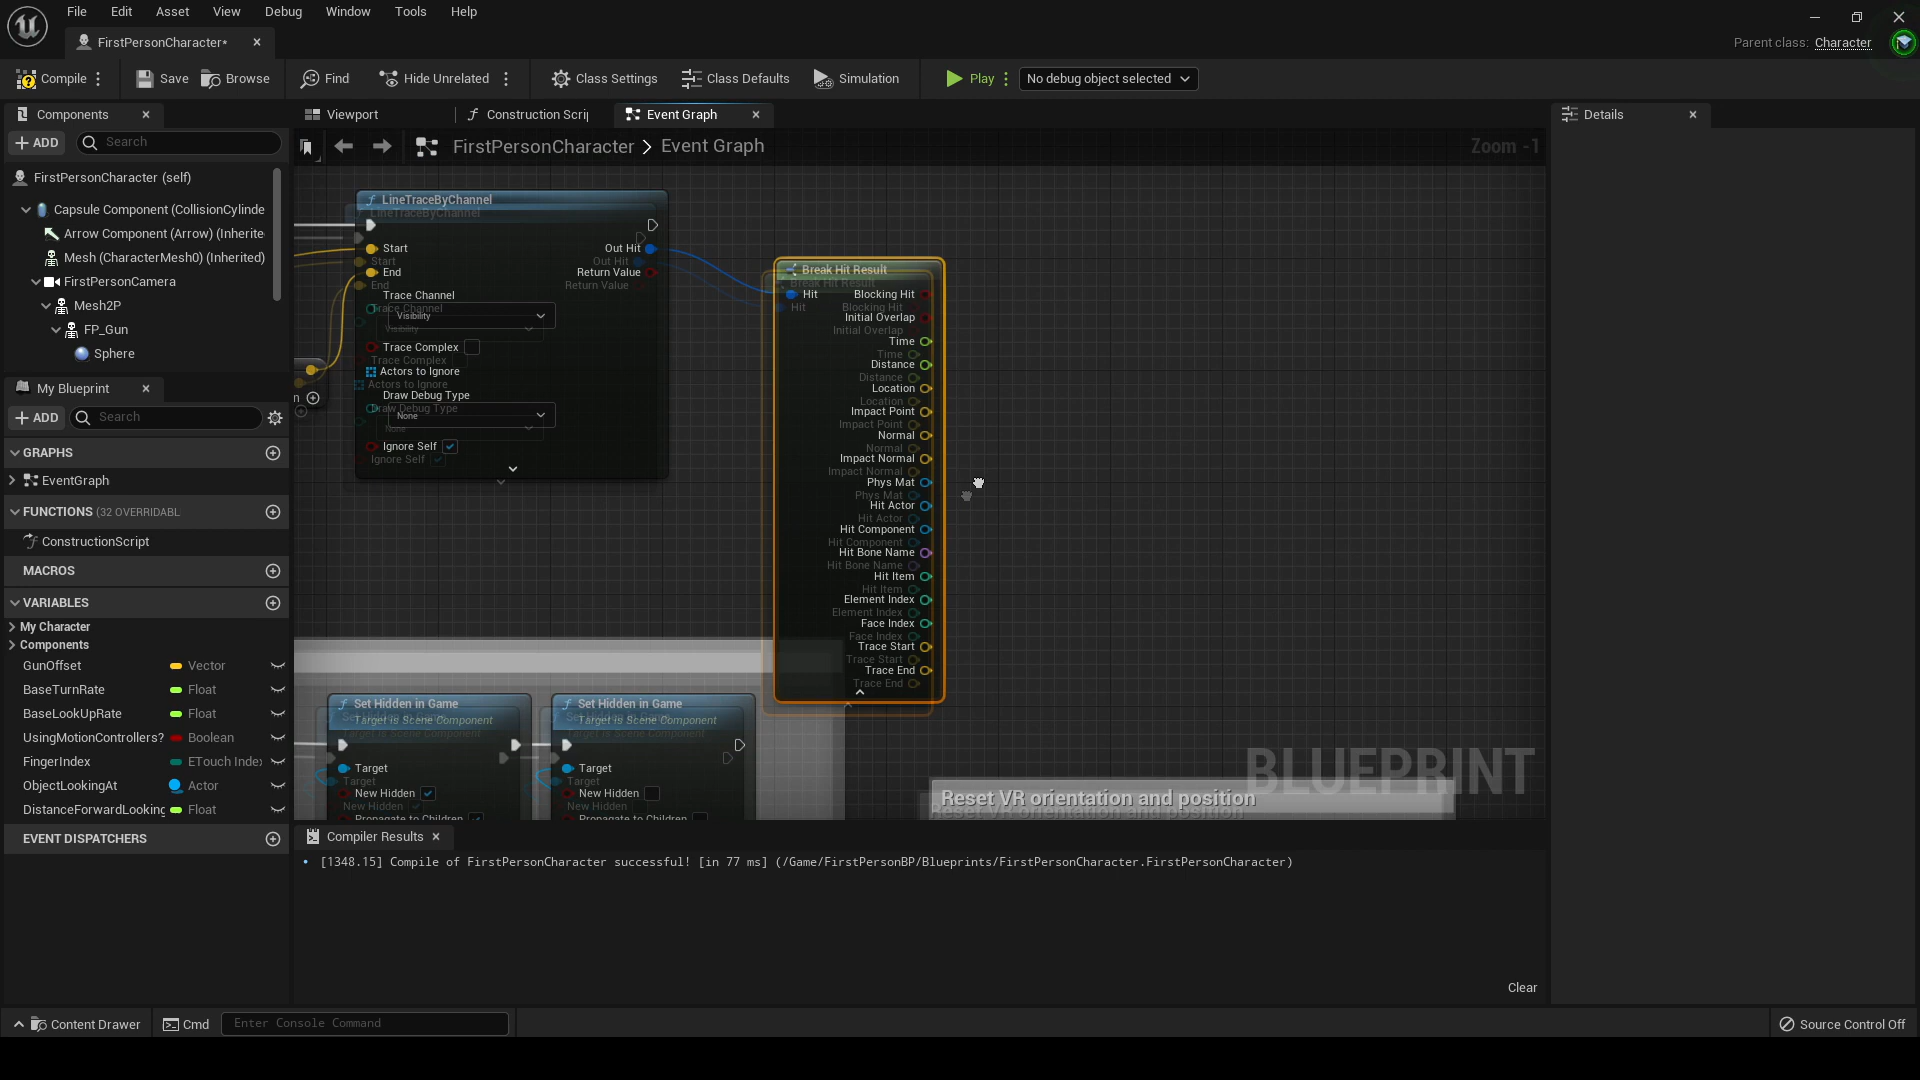 File Edit Asset View Debug Window Tools Help
FirstPersonCharacter*
Parent class: Character
Compile Save Browse Find Hide Unrelated Class Settings Class Defaults Simulation Play No debug object selected
Components
ADD Search
FirstPersonCharacter (self)
Capsule Component (CollisionCylinde
Arrow Component (Arrow) (Inherite
Mesh (CharacterMesh0) (Inherited)
FirstPersonCamera
Mesh2P
FP_Gun
Sphere
My Blueprint
ADD Search
GRAPHS
EventGraph
FUNCTIONS (32 OVERRIDABL
ConstructionScript
MACROS
VARIABLES
My Character
Components
GunOffset Vector
BaseTurnRate Float
BaseLookUpRate Float
UsingMotionControllers? Boolean
FingerIndex ETouch Index
ObjectLookingAt Actor
DistanceForwardLooking Float
EVENT DISPATCHERS
Viewport Construction Scrip Event Graph
FirstPersonCharacter > Event Graph
Zoom -1
LineTraceByChannel
Start Out Hit
End Return Value
Trace Channel
Visibility
Trace Complex
Actors to Ignore
Draw Debug Type
None
Ignore Self
Break Hit Result
Hit Blocking Hit
Initial Overlap
Time
Distance
Location
Impact Point
Normal
Impact Normal
Phys Mat
Hit Actor
Hit Component
Hit Bone Name
Hit Item
Element Index
Face Index
Trace Start
Trace End
Set Hidden in Game
Target is Scene Component
Target
New Hidden
Propagate to Children
Set Hidden in Game
Target is Scene Component
Target
New Hidden
Propagate to Children
BLUEPRINT
Reset VR orientation and position
Details
Compiler Results
[1348.15] Compile of FirstPersonCharacter successful! [in 77 ms] (/Game/FirstPersonBP/Blueprints/FirstPersonCharacter.FirstPersonCharacter)
Clear
Content Drawer Cmd Enter Console Command
Source Control Off